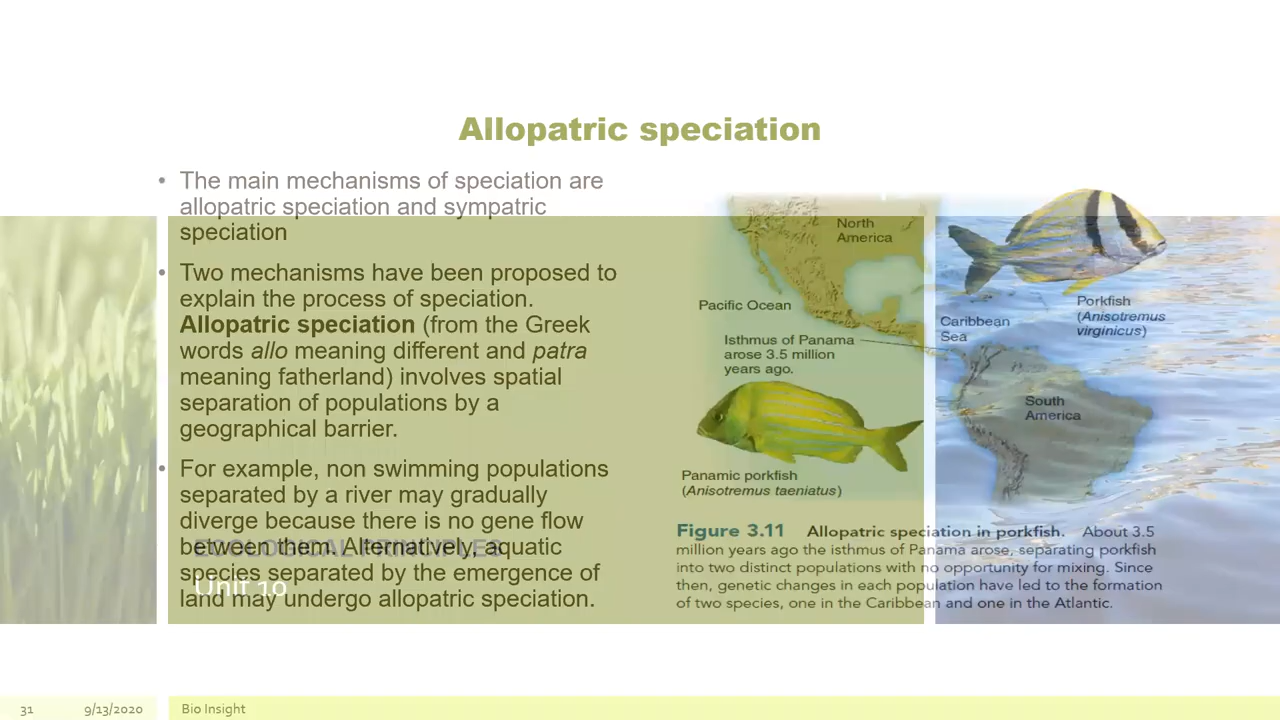 Allopatric speciation
• The main mechanisms of speciation are
allopatric speciation and sympatric
speciation
• Two mechanisms have been proposed to
explain the process of speciation.
Allopatric speciation (from the Greek
words allo meaning different and patra
meaning fatherland) involves spatial
separation of populations by a
geographical barrier.
• For example, non swimming populations
separated by a river may gradually
diverge because there is no gene flow
between them. Alternatively, aquatic
species separated by the emergence of
land may undergo allopatric speciation.
ECOLOGICAL PRINCIPLES
Unit 10
North
America
Pacific Ocean
Isthmus of Panama
arose 3.5 million
years ago.
Caribbean
Sea
Porkfish
(Anisotremus
virginicus)
South
America
Panamic porkfish
(Anisotremus taeniatus)
Figure 3.11 Allopatric speciation in porkfish. About 3.5
million years ago the isthmus of Panama arose, separating porkfish
into two distinct populations with no opportunity for mixing. Since
then, genetic changes in each population have led to the formation
of two species, one in the Caribbean and one in the Atlantic.
31 9/13/2020 Bio Insight